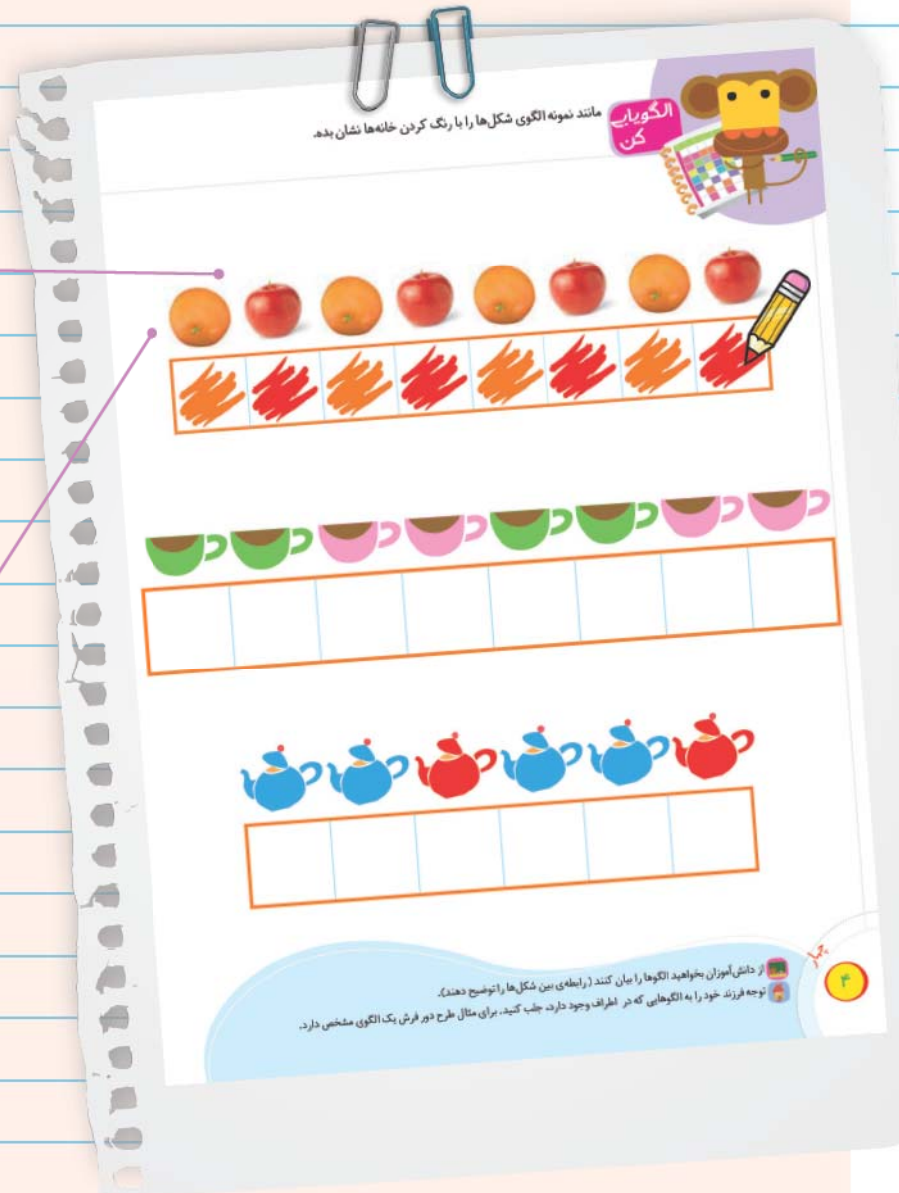 الگویابی
کن
مانند نمونه الگوی شکل‌ها را با رنگ کردن خانه‌ها نشان بده.
از دانش‌آموزان بخواهید الگوها را بیان کنند (رابطه‌ی بین شکل‌ها را توضیح دهند).
توجه فرزند خود را به الگوهایی که در اطراف وجود دارد، جلب کنید. برای مثال طرح دور فرش یک الگوی مشخص دارد.
چهار
۴